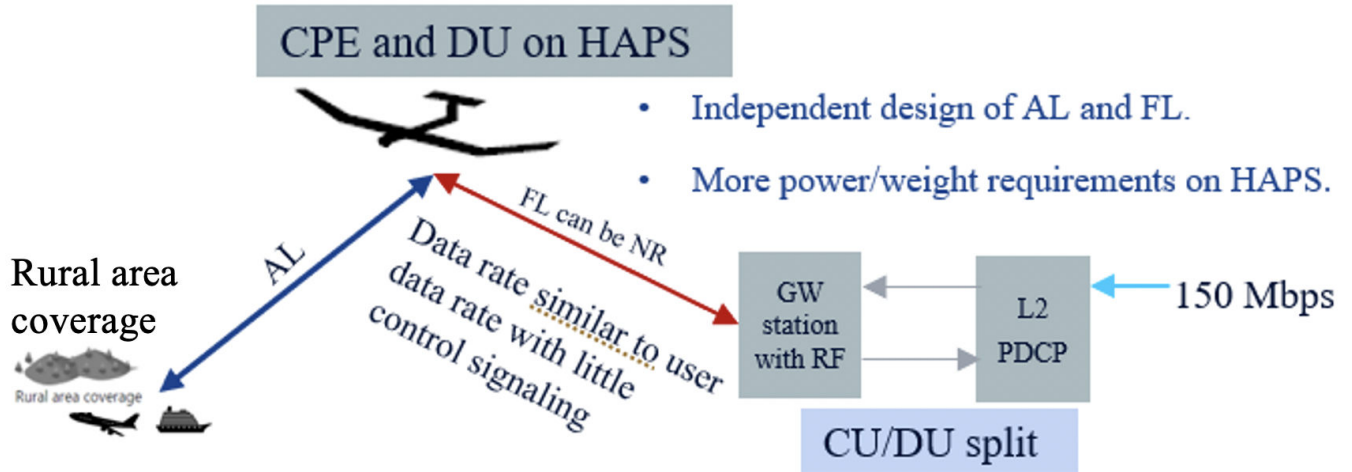 CPE and DU on HAPS
• Independent design of AL and FL.
• More power/weight requirements on HAPS.
AL
FL can be NR
Data rate similar to user
data rate with little
control signaling
Rural area
coverage
Rural area coverage
GW
station
with RF
L2
PDCP
150 Mbps
CU/DU split